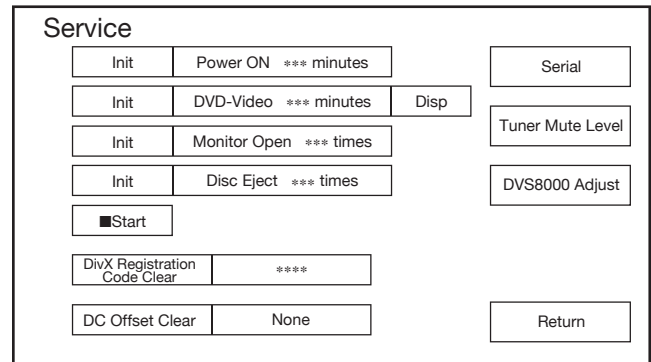 Service
Init Power ON *** minutes
Serial
Init DVD-Video *** minutes Disp
Tuner Mute Level
Init Monitor Open *** times
Init Disc Eject *** times
DVS8000 Adjust
■Start
DivX Registration
Code Clear
****
DC Offset Clear None
Return